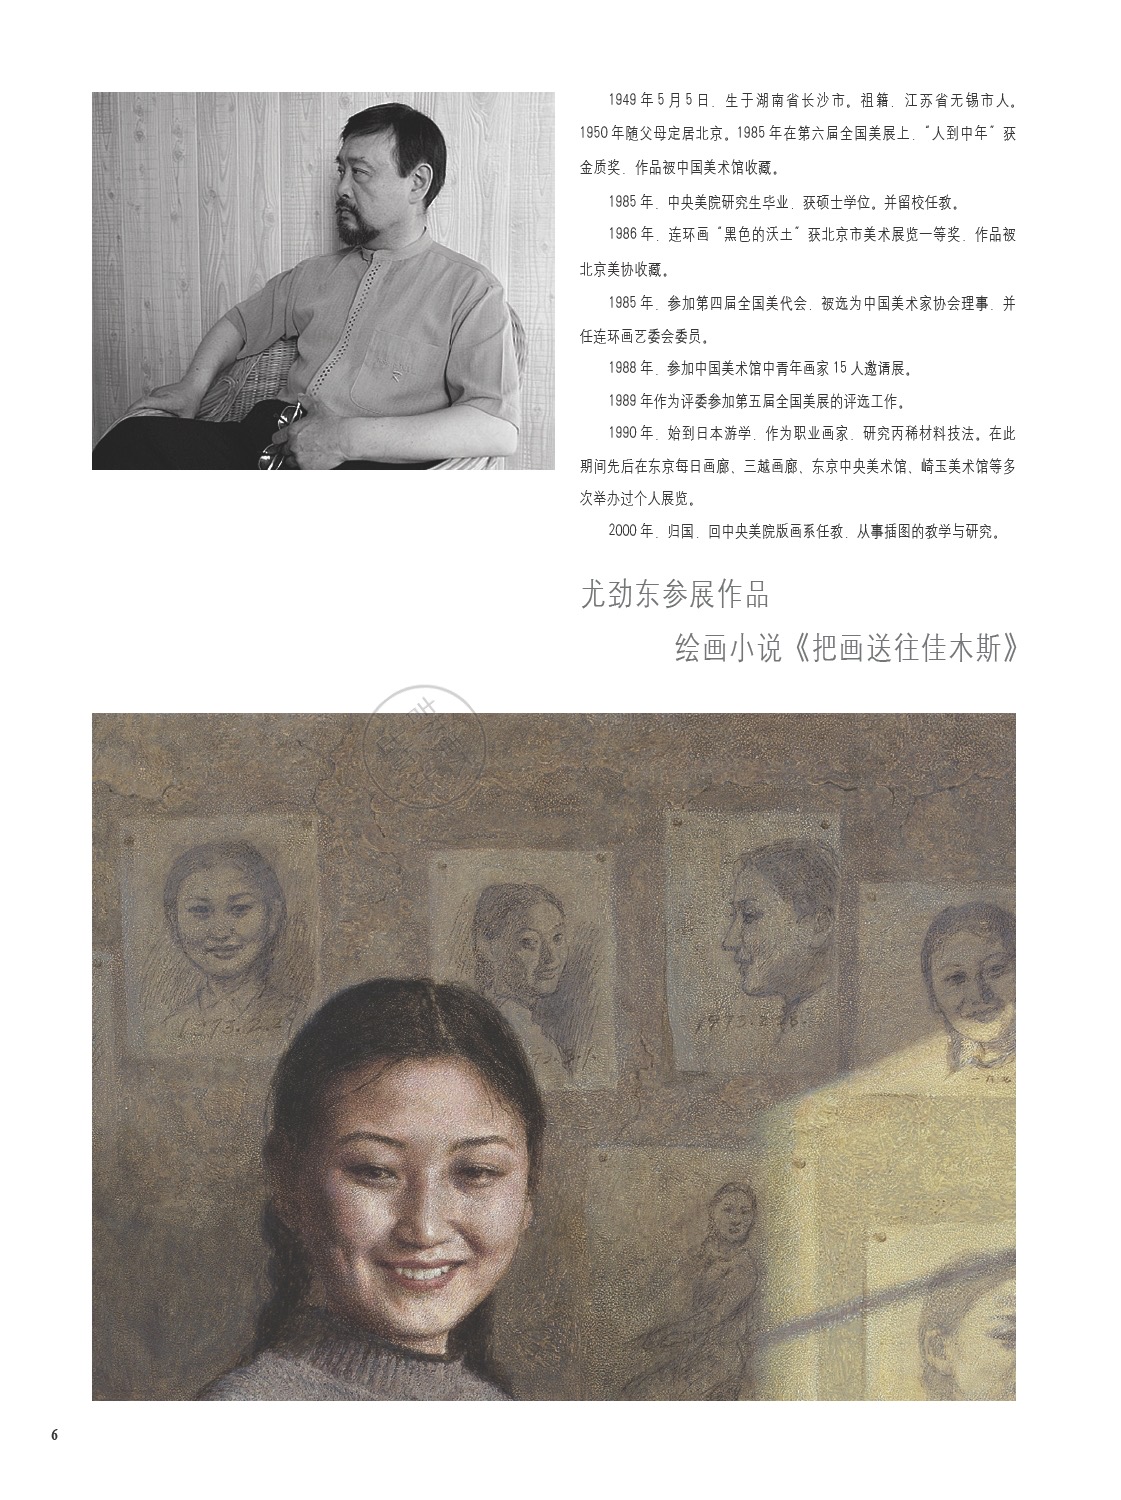 1949 年 5 月 5 日，生于湖南省长沙市。祖籍，江苏省无锡市人。
1950 年随父母定居北京。1985 年在第六届全国美展上，“人到中年”获
金质奖，作品被中国美术馆收藏。
1985 年，中央美院研究生毕业，获硕士学位。并留校任教。
1986 年，连环画“黑色的沃土”获北京市美术展览一等奖，作品被
北京美协收藏。
1985 年，参加第四届全国美代会，被选为中国美术家协会理事，并
任连环画艺委会委员。
1988 年，参加中国美术馆中青年画家 15 人邀请展。
1989 年作为评委参加第五届全国美展的评选工作。
1990 年，始到日本游学，作为职业画家，研究丙稀材料技法。在此
期间先后在东京每日画廊、三越画廊、东京中央美术馆、崎玉美术馆等多
次举办过个人展览。
2000 年，归国，回中央美院版画系任教，从事插图的教学与研究。
尤劲东参展作品
绘画小说《把画送往佳木斯》
1973.2.2
1973.2.26.
6